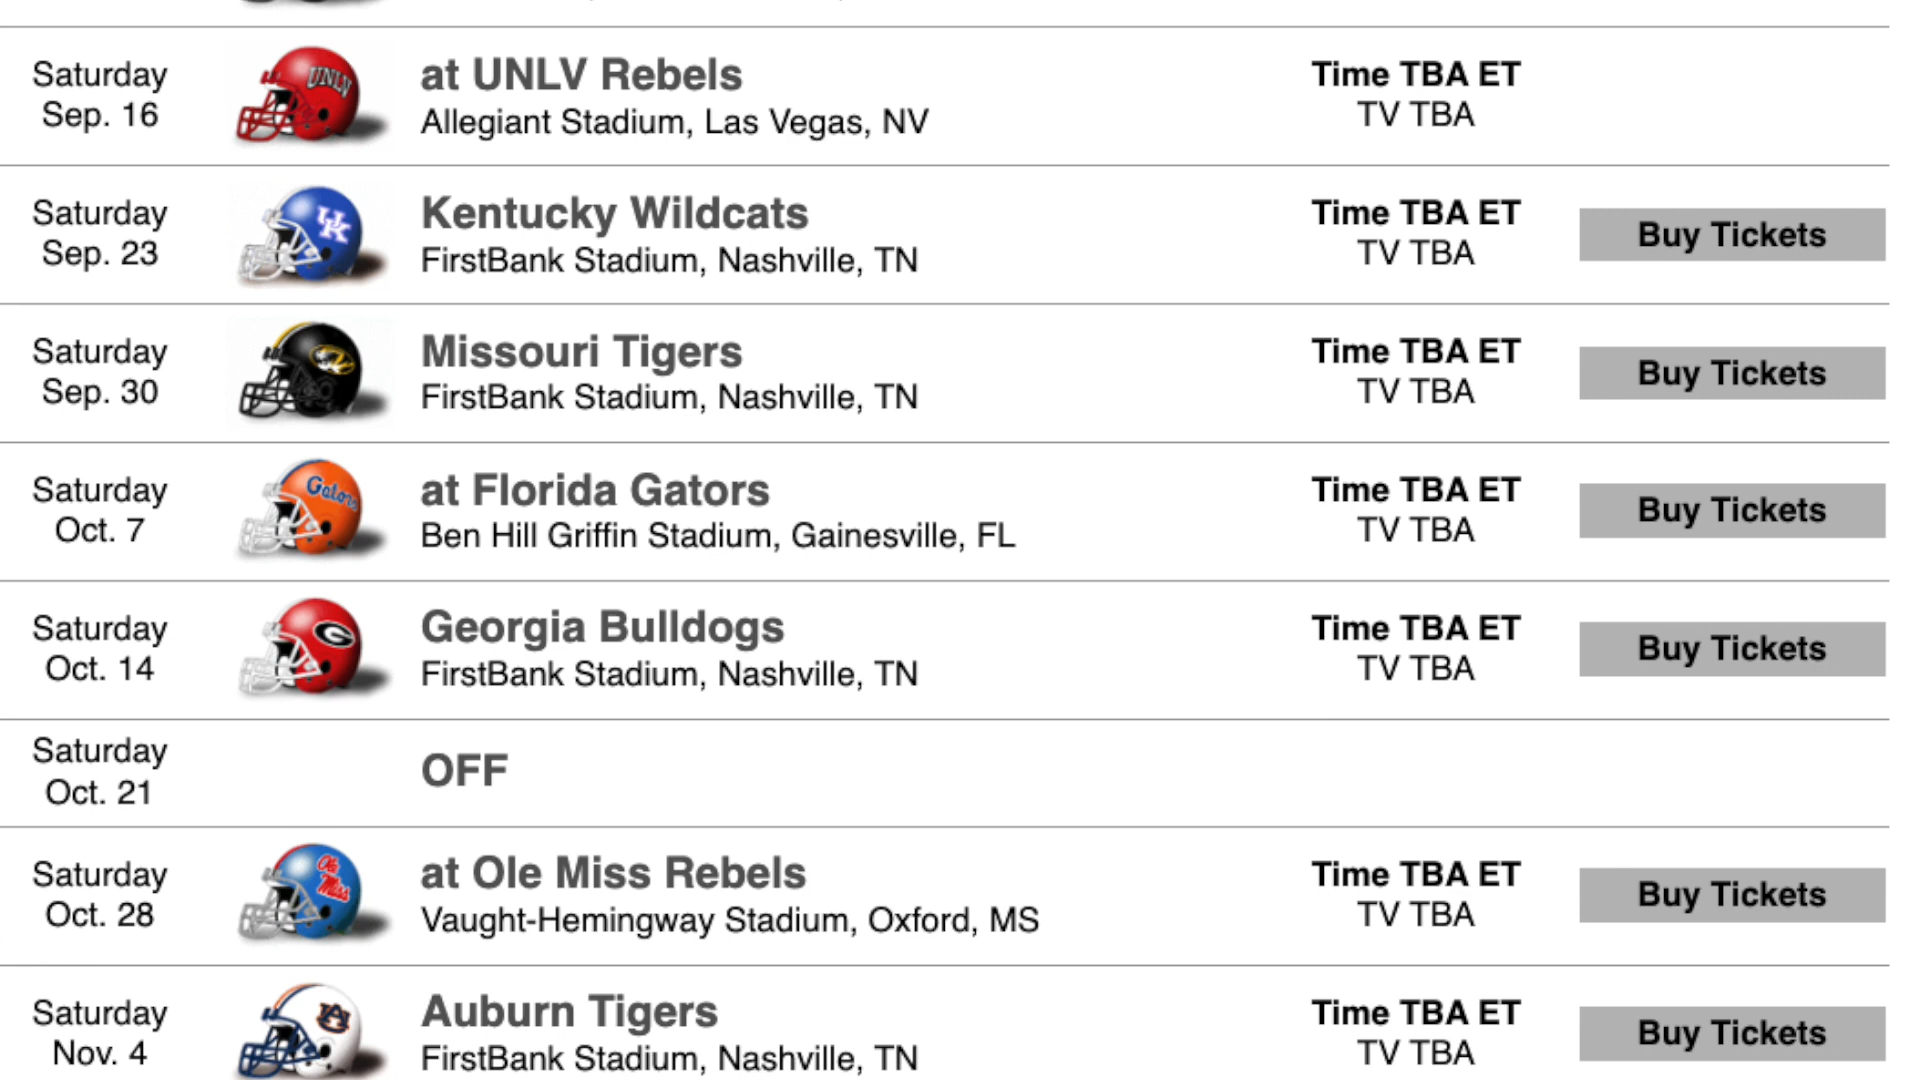 Saturday
Sep. 16
UNLV
at UNLV Rebels
Allegiant Stadium, Las Vegas, NV
Time TBA ET
TV TBA
Saturday
Sep. 23
UK
Kentucky Wildcats
FirstBank Stadium, Nashville, TN
Time TBA ET
TV TBA
Buy Tickets
Saturday
Sep. 30
Missouri Tigers
FirstBank Stadium, Nashville, TN
Time TBA ET
TV TBA
Buy Tickets
Saturday
Oct. 7
Gators
at Florida Gators
Ben Hill Griffin Stadium, Gainesville, FL
Time TBA ET
TV TBA
Buy Tickets
Saturday
Oct. 14
G
Georgia Bulldogs
FirstBank Stadium, Nashville, TN
Time TBA ET
TV TBA
Buy Tickets
Saturday
Oct. 21
OFF
Saturday
Oct. 28
Ole
Miss
at Ole Miss Rebels
Vaught-Hemingway Stadium, Oxford, MS
Time TBA ET
TV TBA
Buy Tickets
Saturday
Nov. 4
AU
Auburn Tigers
FirstBank Stadium, Nashville, TN
Time TBA ET
TV TBA
Buy Tickets